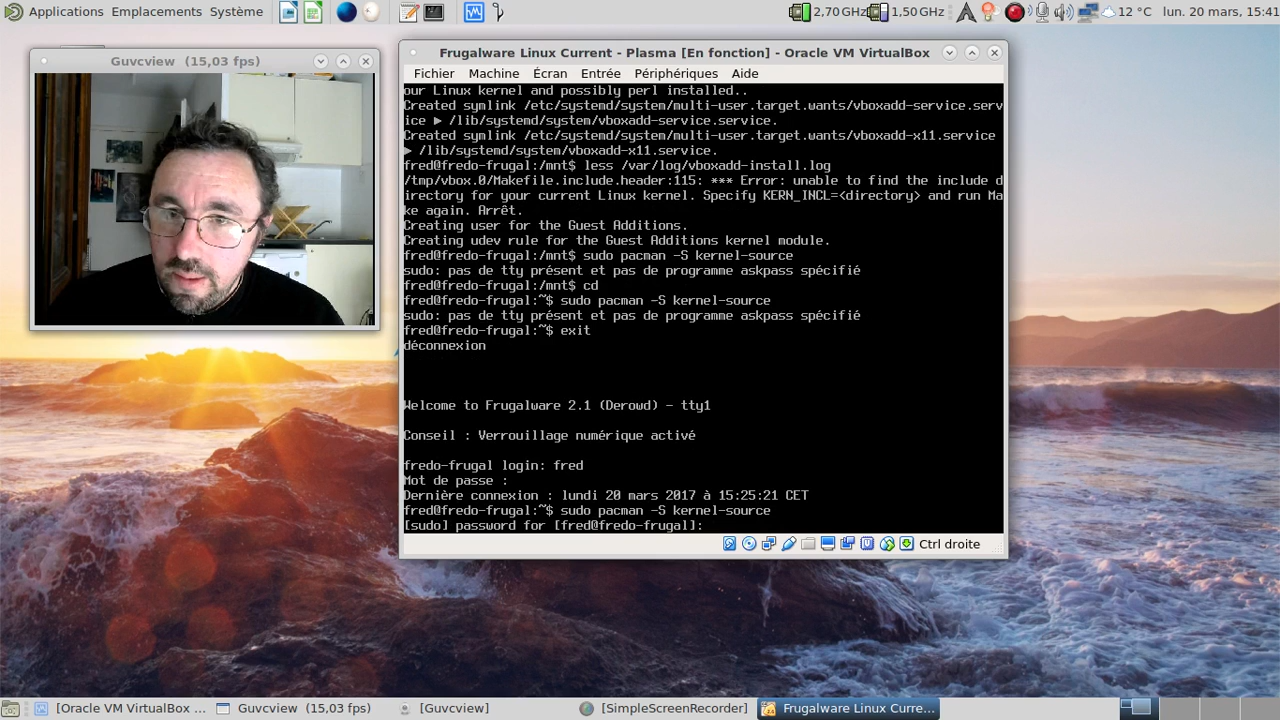 Applications Emplacements Système
2,70 GHz 1,50 GHz 12 °C lun. 20 mars, 15:41
Guvcview (15,03 fps)
Frugalware Linux Current - Plasma [En fonction] - Oracle VM VirtualBox
Fichier Machine Écran Entrée Périphériques Aide
our Linux kernel and possibly perl installed..
Created symlink /etc/systemd/system/multi-user.target.wants/vboxadd-service.serv
ice ► /lib/systemd/system/vboxadd-service.service.
Created symlink /etc/systemd/system/multi-user.target.wants/vboxadd-x11.service
► /lib/systemd/system/vboxadd-x11.service.
fred@fredo-frugal:/mnt$ less /var/log/vboxadd-install.log
/tmp/vbox.0/Makefile.include.header:115: *** Error: unable to find the include d
irectory for your current Linux kernel. Specify KERN_INCL=<directory> and run Ma
ke again. Arrêt.
Creating user for the Guest Additions.
Creating udev rule for the Guest Additions kernel module.
fred@fredo-frugal:/mnt$ sudo pacman -S kernel-source
sudo: pas de tty présent et pas de programme askpass spécifié
fred@fredo-frugal:/mnt$ cd
fred@fredo-frugal:~$ sudo pacman -S kernel-source
sudo: pas de tty présent et pas de programme askpass spécifié
fred@fredo-frugal:~$ exit
déconnexion
Welcome to Frugalware 2.1 (Derowd) - tty1
Conseil : Verrouillage numérique activé
fredo-frugal login: fred
Mot de passe :
Dernière connexion : lundi 20 mars 2017 à 15:25:21 CET
fred@fredo-frugal:~$ sudo pacman -S kernel-source
[sudo] password for [fred@fredo-frugal]:
Ctrl droite
[Oracle VM VirtualBox ... Guvcview (15,03 fps) [Guvcview] [SimpleScreenRecorder] Frugalware Linux Curre...